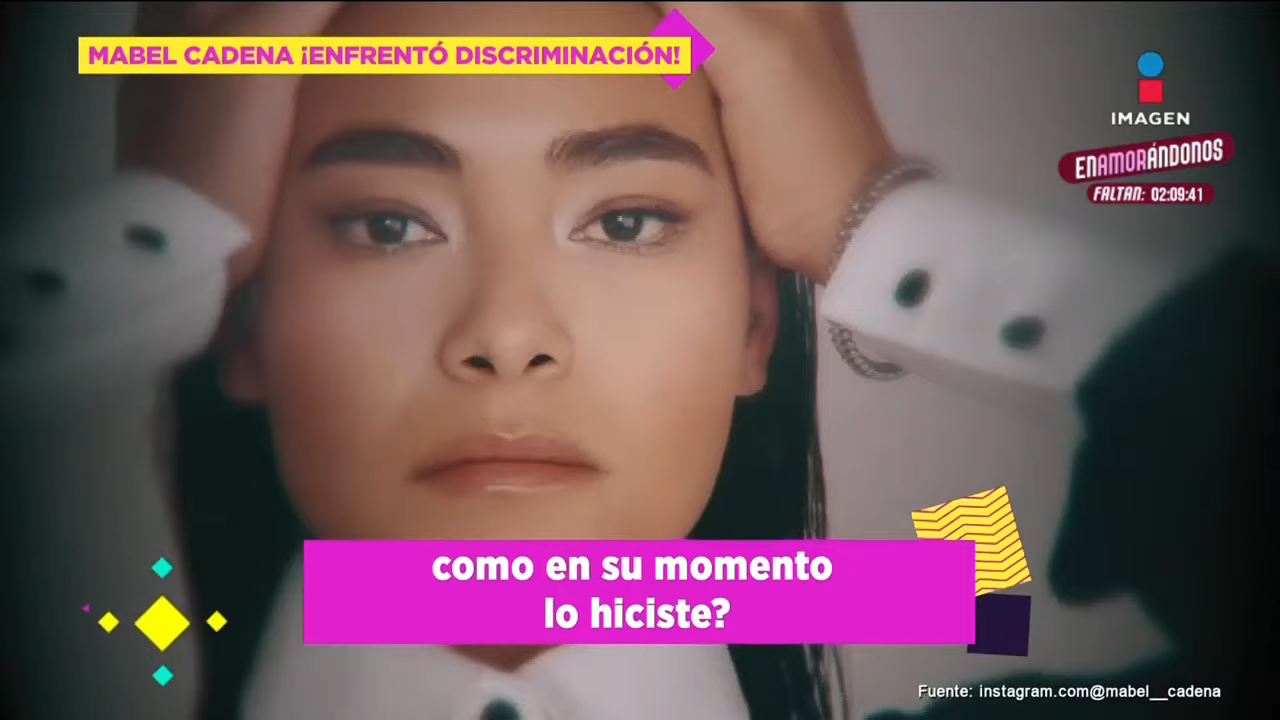 MABEL CADENA ¡ENFRENTÓ DISCRIMINACIÓN!
IMAGEN
ENAMORÁNDONOS
FALTAN: 02:09:41
como en su momento
lo hiciste?
Fuente: instagram.com@mabel__cadena